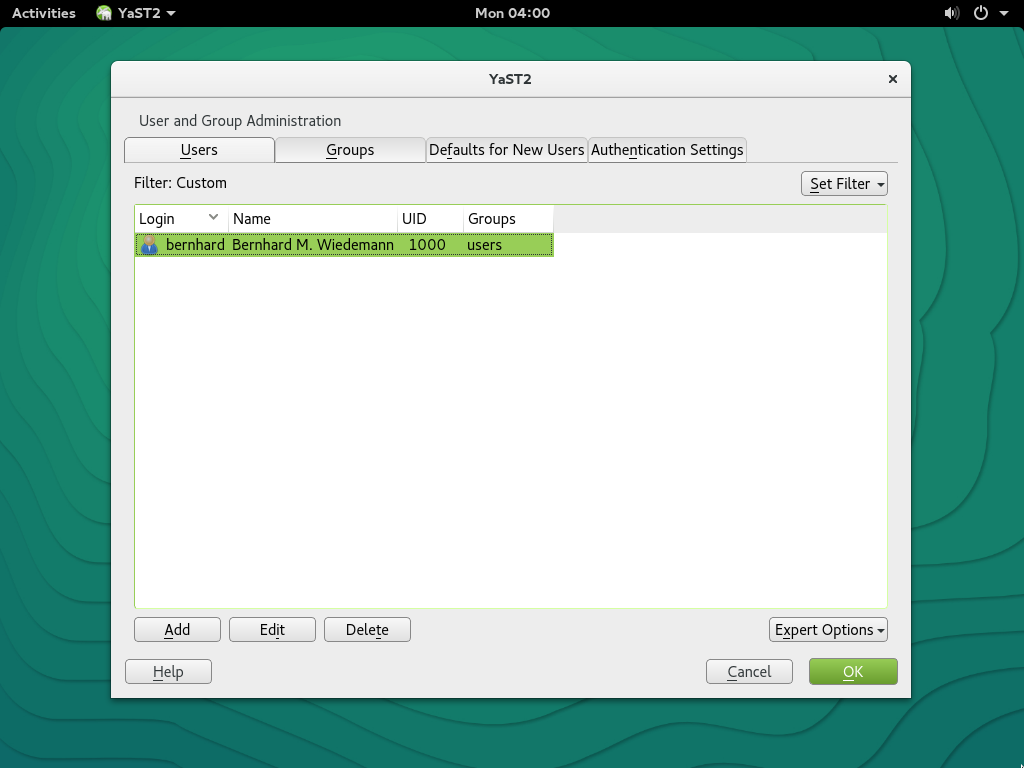 Activities YaST2 Mon 04:00
YaST2
User and Group Administration
Users Groups Defaults for New Users Authentication Settings
Filter: Custom Set Filter
Login Name UID Groups
bernhard Bernhard M. Wiedemann 1000 users
Add Edit Delete Expert Options
Help Cancel OK